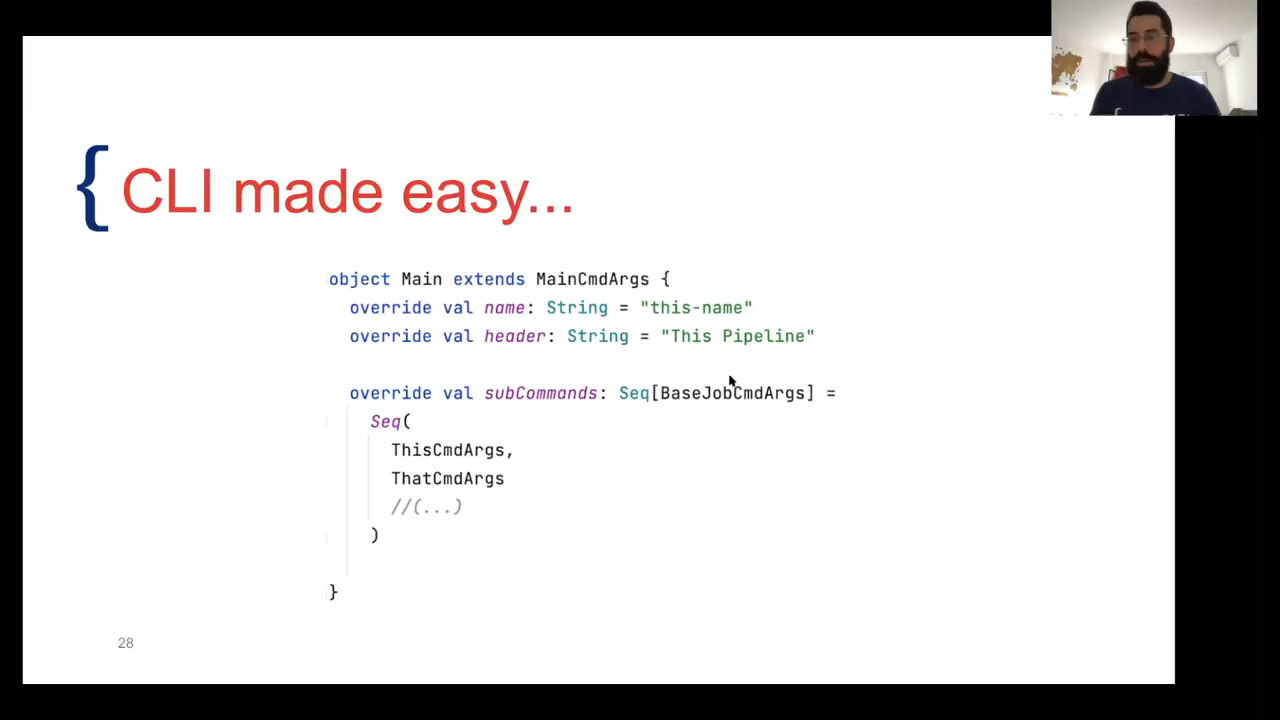 { CLI made easy...
object Main extends MainCmdArgs {
override val name: String = "this-name"
override val header: String = "This Pipeline"
override val subCommands: Seq[BaseJobCmdArgs] =
Seq(
ThisCmdArgs,
ThatCmdArgs
//(...)
)
}
28